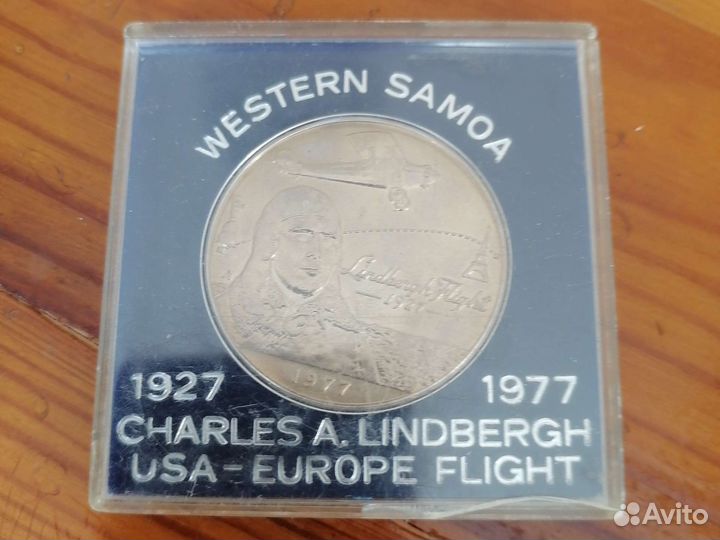 WESTERN SAMOA
Lindbergh Flight
1927
1977
1927 1977
CHARLES A. LINDBERGH
USA-EUROPE FLIGHT
Avito